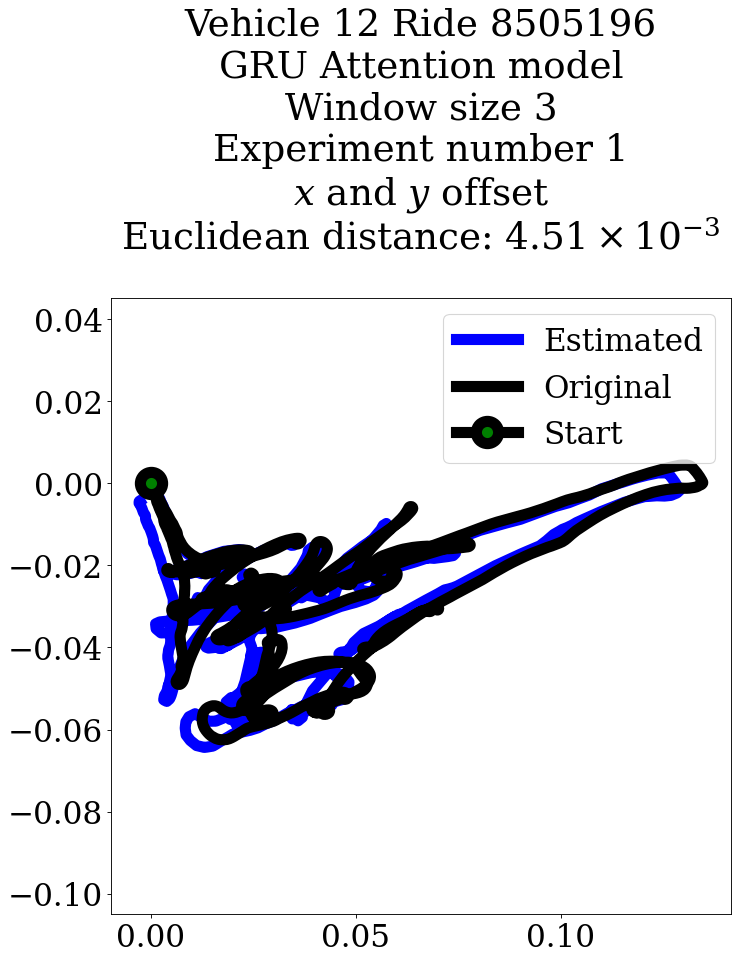 Vehicle 12 Ride 8505196
GRU Attention model
Window size 3
Experiment number 1
x and y offset
Euclidean distance: 4.51 × 10⁻³
Estimated
Original
Start
0.04
0.02
0.00
−0.02
−0.04
−0.06
−0.08
−0.10
0.00 0.05 0.10